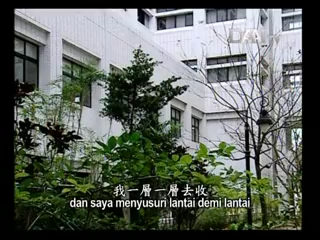 我一層一層去收
dan saya menyusuri lantai demi lantai